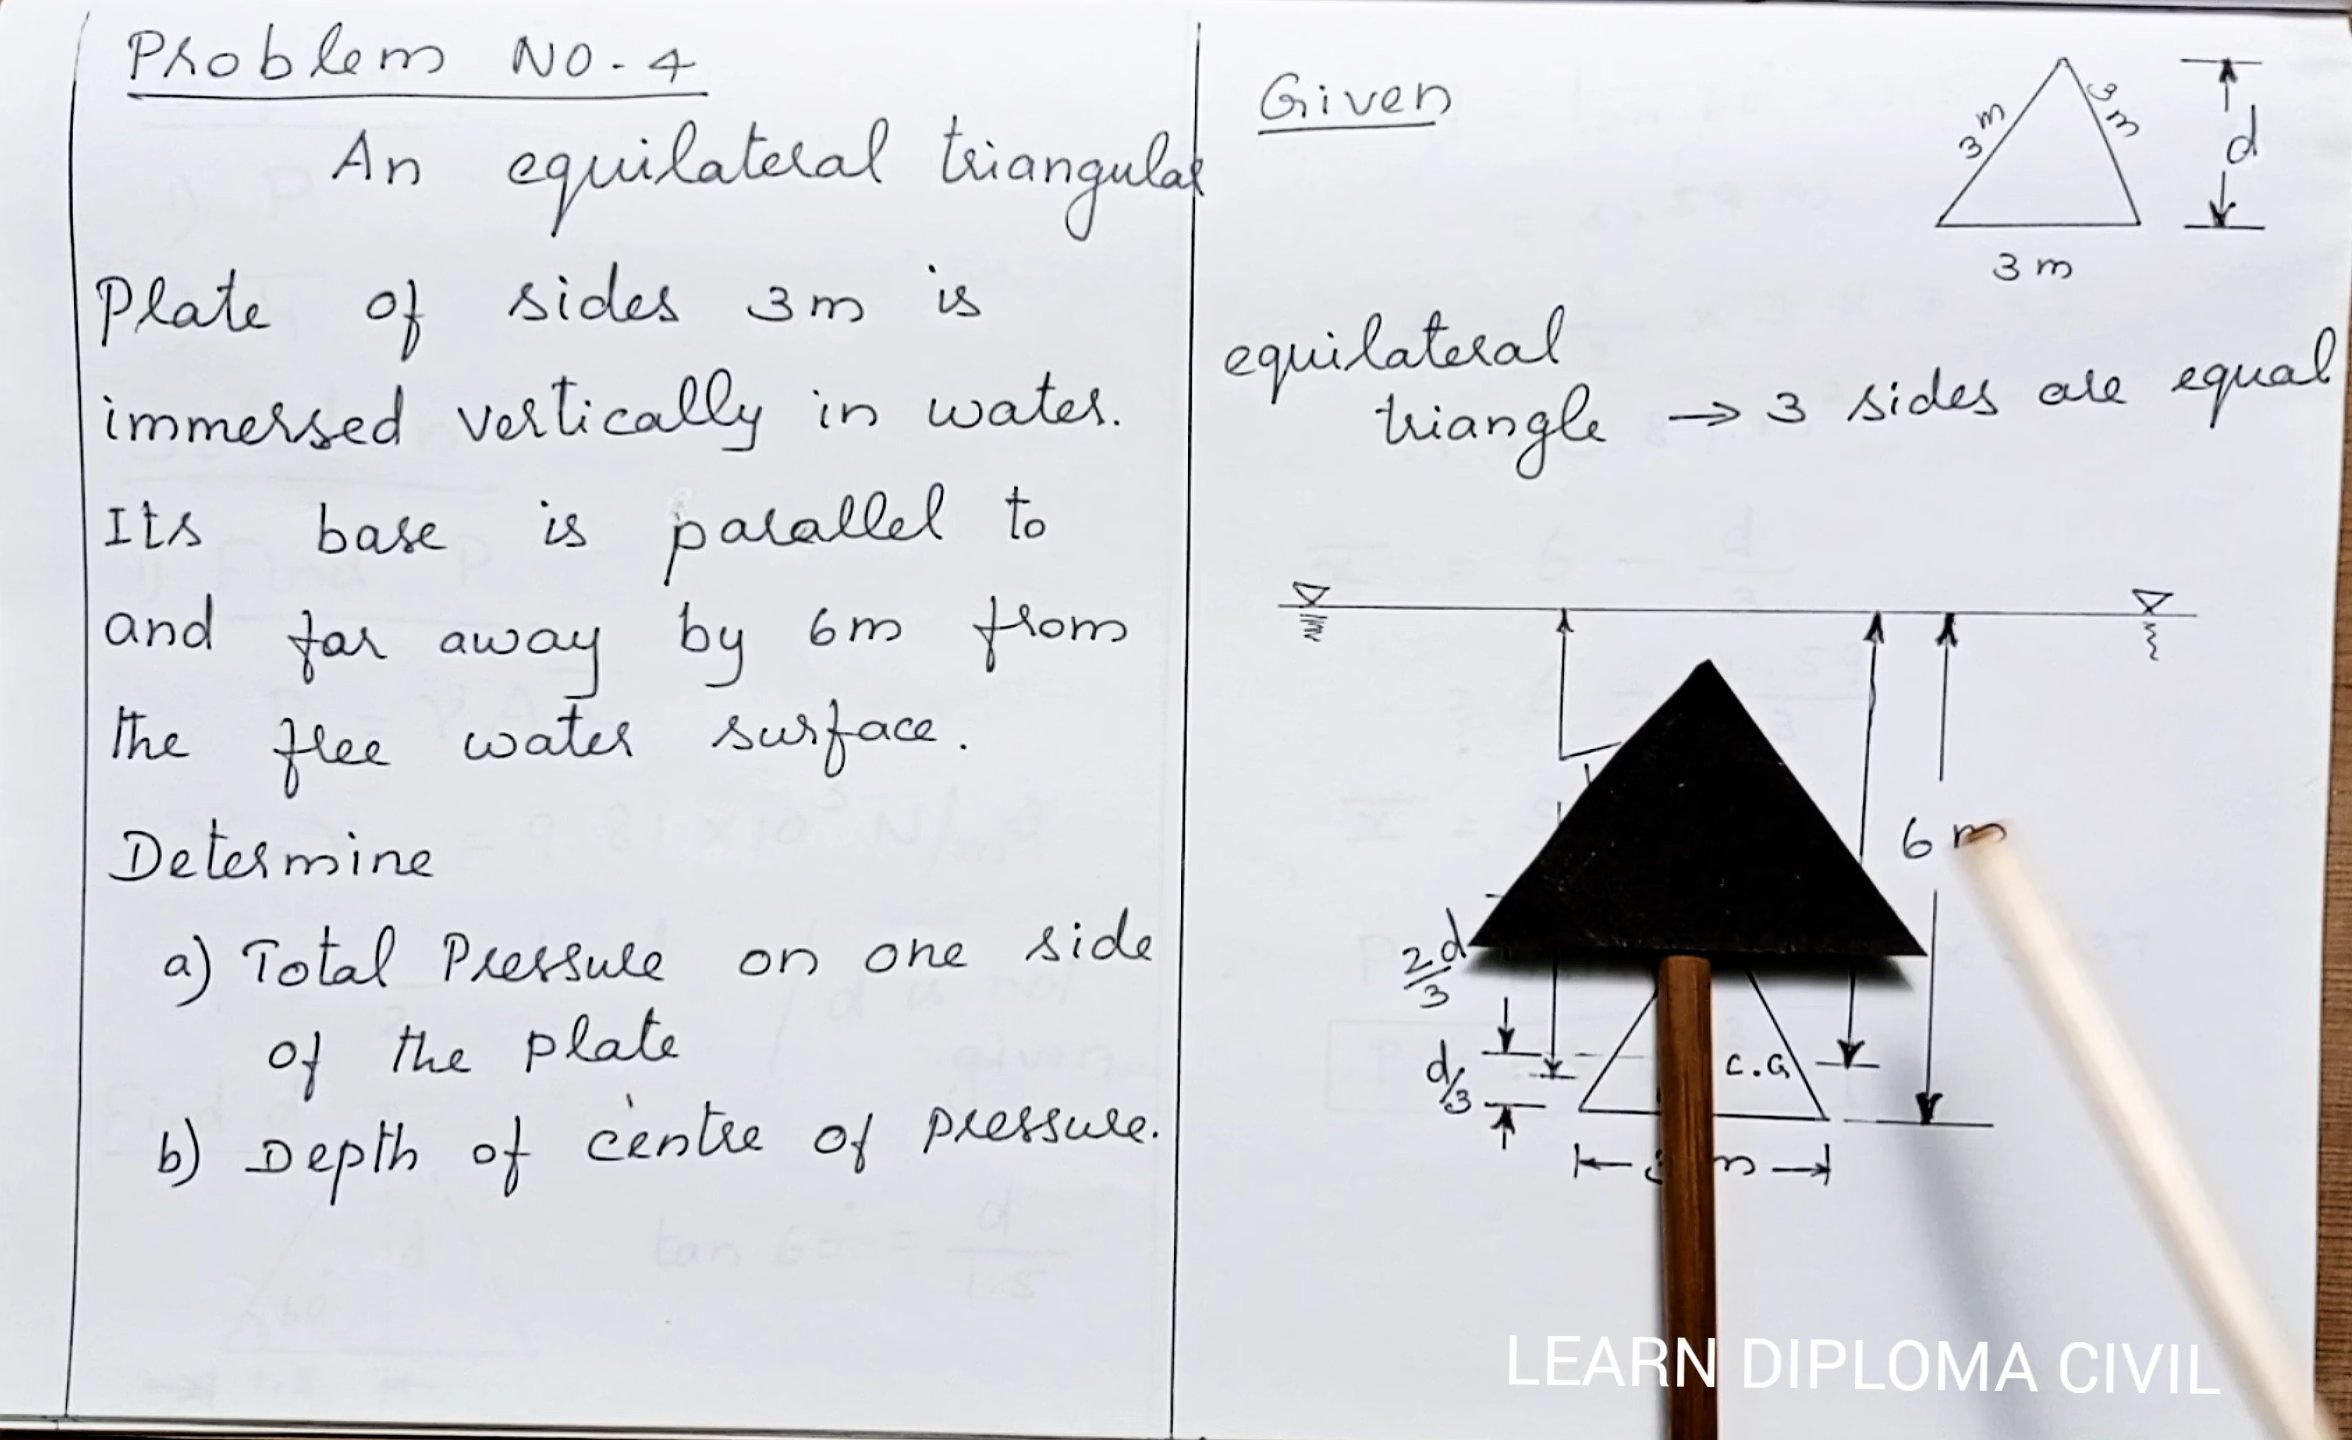 Problem NO-4
An equilateral triangular
Plate of sides 3m is
immersed vertically in water.
Its base is parallel to
and far away by 6m from
the free water surface.
Determine
a) Total Pressure on one side
of the plate
b) Depth of centre of pressure.
Given
3m
3m
d
3m
equilateral
triangle → 3 sides are equal
6 m
2d/3
d/3
C.G
m
LEARN DIPLOMA CIVIL